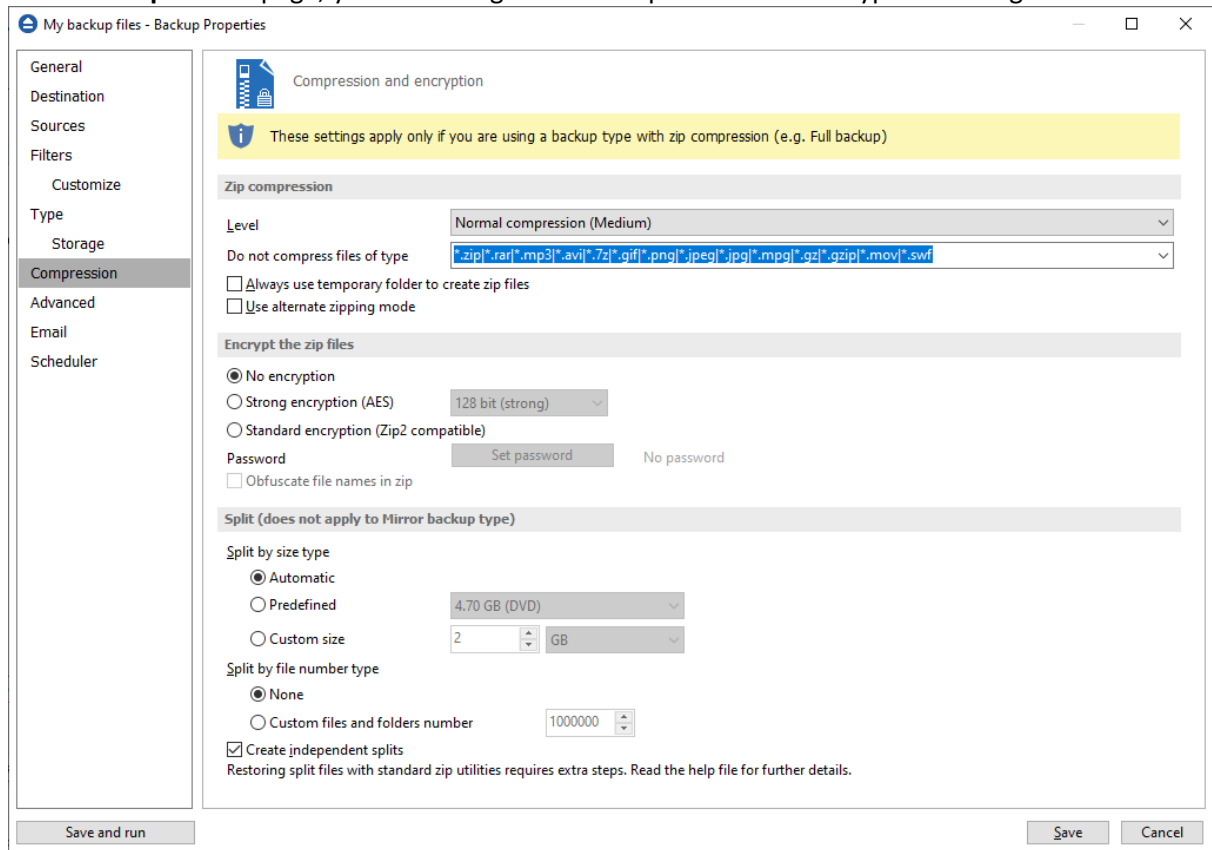 My backup files - Backup Properties
General
Destination
Sources
Filters
Customize
Type
Storage
Compression
Advanced
Email
Scheduler
Compression and encryption
These settings apply only if you are using a backup type with zip compression (e.g. Full backup)
Zip compression
Level Normal compression (Medium)
Do not compress files of type *.zip|*.rar|*.mp3|*.avi|*.7z|*.gif|*.png|*.jpeg|*.jpg|*.mpg|*.gz|*.gzip|*.mov|*.swf
Always use temporary folder to create zip files
Use alternate zipping mode
Encrypt the zip files
No encryption
Strong encryption (AES) 128 bit (strong)
Standard encryption (Zip2 compatible)
Password Set password No password
Obfuscate file names in zip
Split (does not apply to Mirror backup type)
Split by size type
Automatic
Predefined 4.70 GB (DVD)
Custom size 2 GB
Split by file number type
None
Custom files and folders number 1000000
Create independent splits
Restoring split files with standard zip utilities requires extra steps. Read the help file for further details.
Save and run Save Cancel